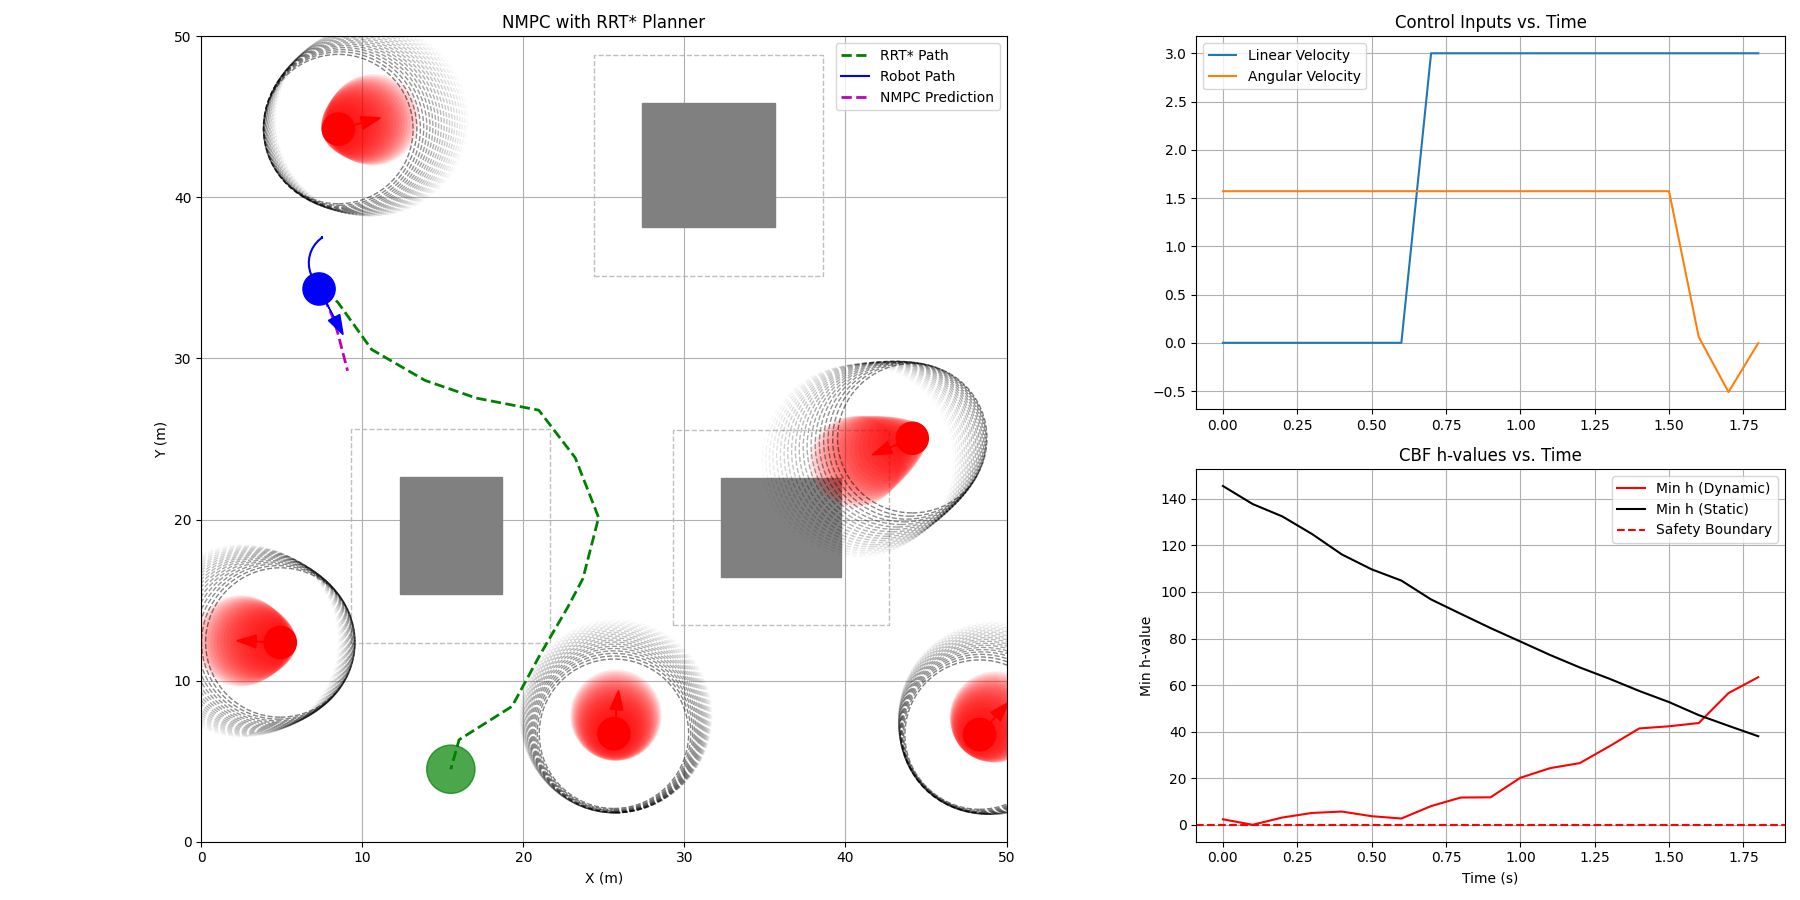 NMPC with RRT* Planner
RRT* Path
Robot Path
NMPC Prediction
50
40
30
20
10
0
Y (m)
0 10 20 30 40 50
X (m)
Control Inputs vs. Time
Linear Velocity
Angular Velocity
3.0
2.5
2.0
1.5
1.0
0.5
0.0
−0.5
0.00 0.25 0.50 0.75 1.00 1.25 1.50 1.75
CBF h-values vs. Time
Min h (Dynamic)
Min h (Static)
Safety Boundary
140
120
100
80
60
40
20
0
Min h-value
0.00 0.25 0.50 0.75 1.00 1.25 1.50 1.75
Time (s)